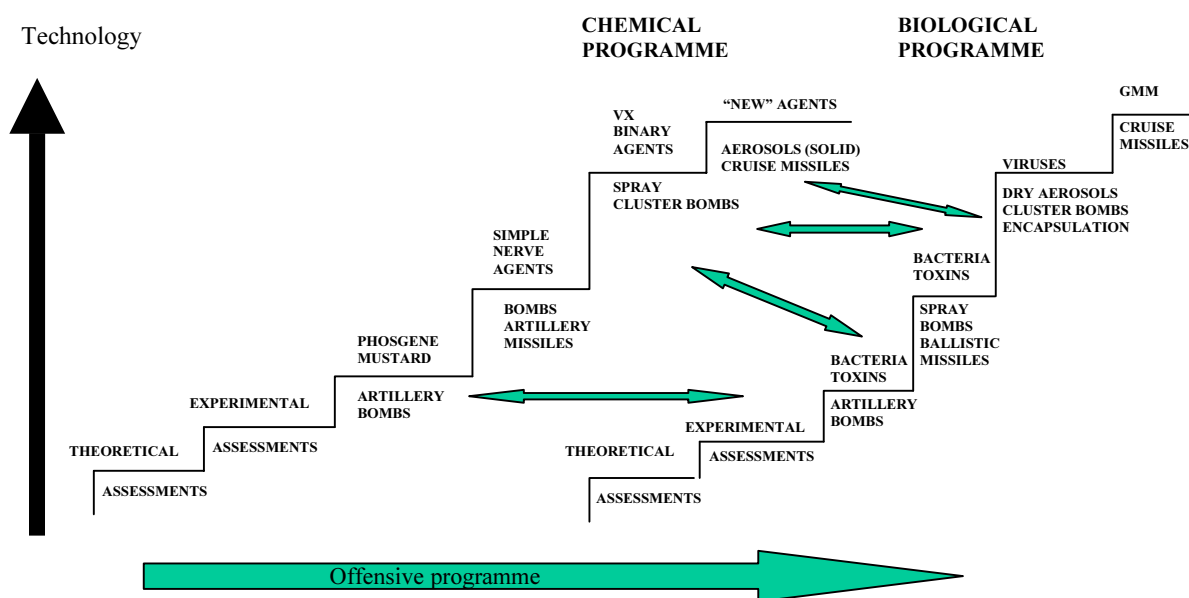 Technology
CHEMICAL
PROGRAMME
BIOLOGICAL
PROGRAMME
THEORETICAL
ASSESSMENTS
EXPERIMENTAL
ASSESSMENTS
PHOSGENE
MUSTARD
ARTILLERY
BOMBS
SIMPLE
NERVE
AGENTS
BOMBS
ARTILLERY
MISSILES
VX
BINARY
AGENTS
SPRAY
CLUSTER BOMBS
“NEW” AGENTS
AEROSOLS (SOLID)
CRUISE MISSILES
THEORETICAL
ASSESSMENTS
EXPERIMENTAL
ASSESSMENTS
BACTERIA
TOXINS
ARTILLERY
BOMBS
BACTERIA
TOXINS
SPRAY
BOMBS
BALLISTIC
MISSILES
VIRUSES
DRY AEROSOLS
CLUSTER BOMBS
ENCAPSULATION
GMM
CRUISE
MISSILES
Offensive programme